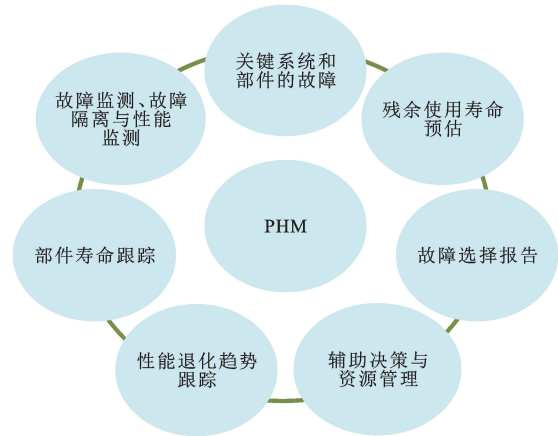 关键系统和
部件的故障
残余使用寿命
预估
故障选择报告
辅助决策与
资源管理
性能退化趋势
跟踪
部件寿命跟踪
故障监测、故障
隔离与性能
监测
PHM